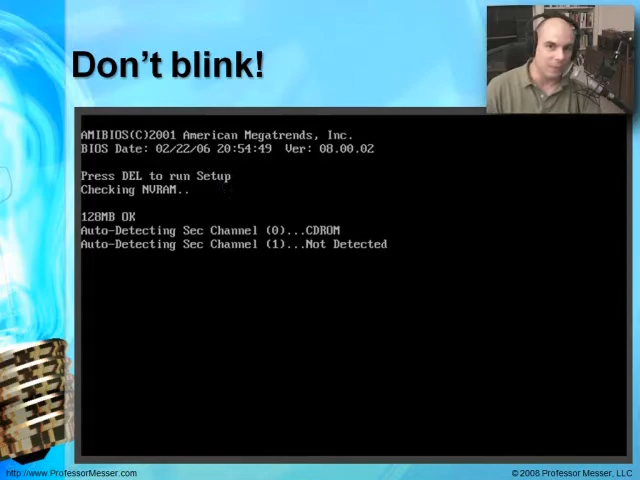 Don't blink!
AMIBIOS(C)2001 American Megatrends, Inc.
BIOS Date: 02/22/06 20:54:49 Ver: 08.00.02
Press DEL to run Setup
Checking NVRAM..
128MB OK
Auto-Detecting Sec Channel (0)...CDROM
Auto-Detecting Sec Channel (1)...Not Detected
http://www.ProfessorMesser.com
© 2008 Professor Messer, LLC